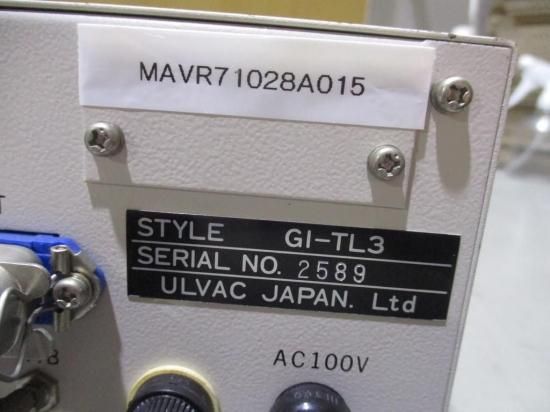 MAVR71028A015
STYLE GI-TL3
SERIAL NO. 2589
ULVAC JAPAN. Ltd
AC100V